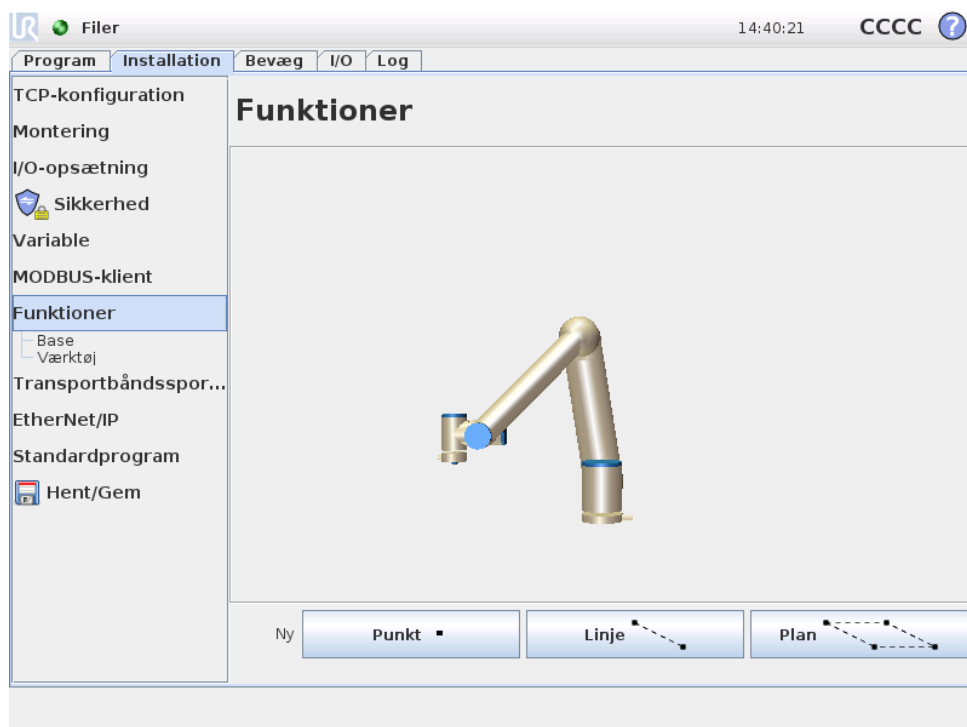 UR Filer 14:40:21 CCCC ?
Program Installation Bevæg I/O Log
TCP-konfiguration
Funktioner
Montering
I/O-opsætning
Sikkerhed
Variable
MODBUS-klient
Funktioner
Base
Værktøj
Transportbåndsspor...
EtherNet/IP
Standardprogram
Hent/Gem
Ny Punkt Linje Plan